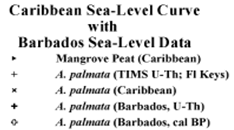 Caribbean Sea-Level Curve
with
Barbados Sea-Level Data
Mangrove Peat (Caribbean)
A. palmata (TIMS U-Th; Fl Keys)
A. palmata (Caribbean)
A. palmata (Barbados, U-Th)
A. palmata (Barbados, cal BP)